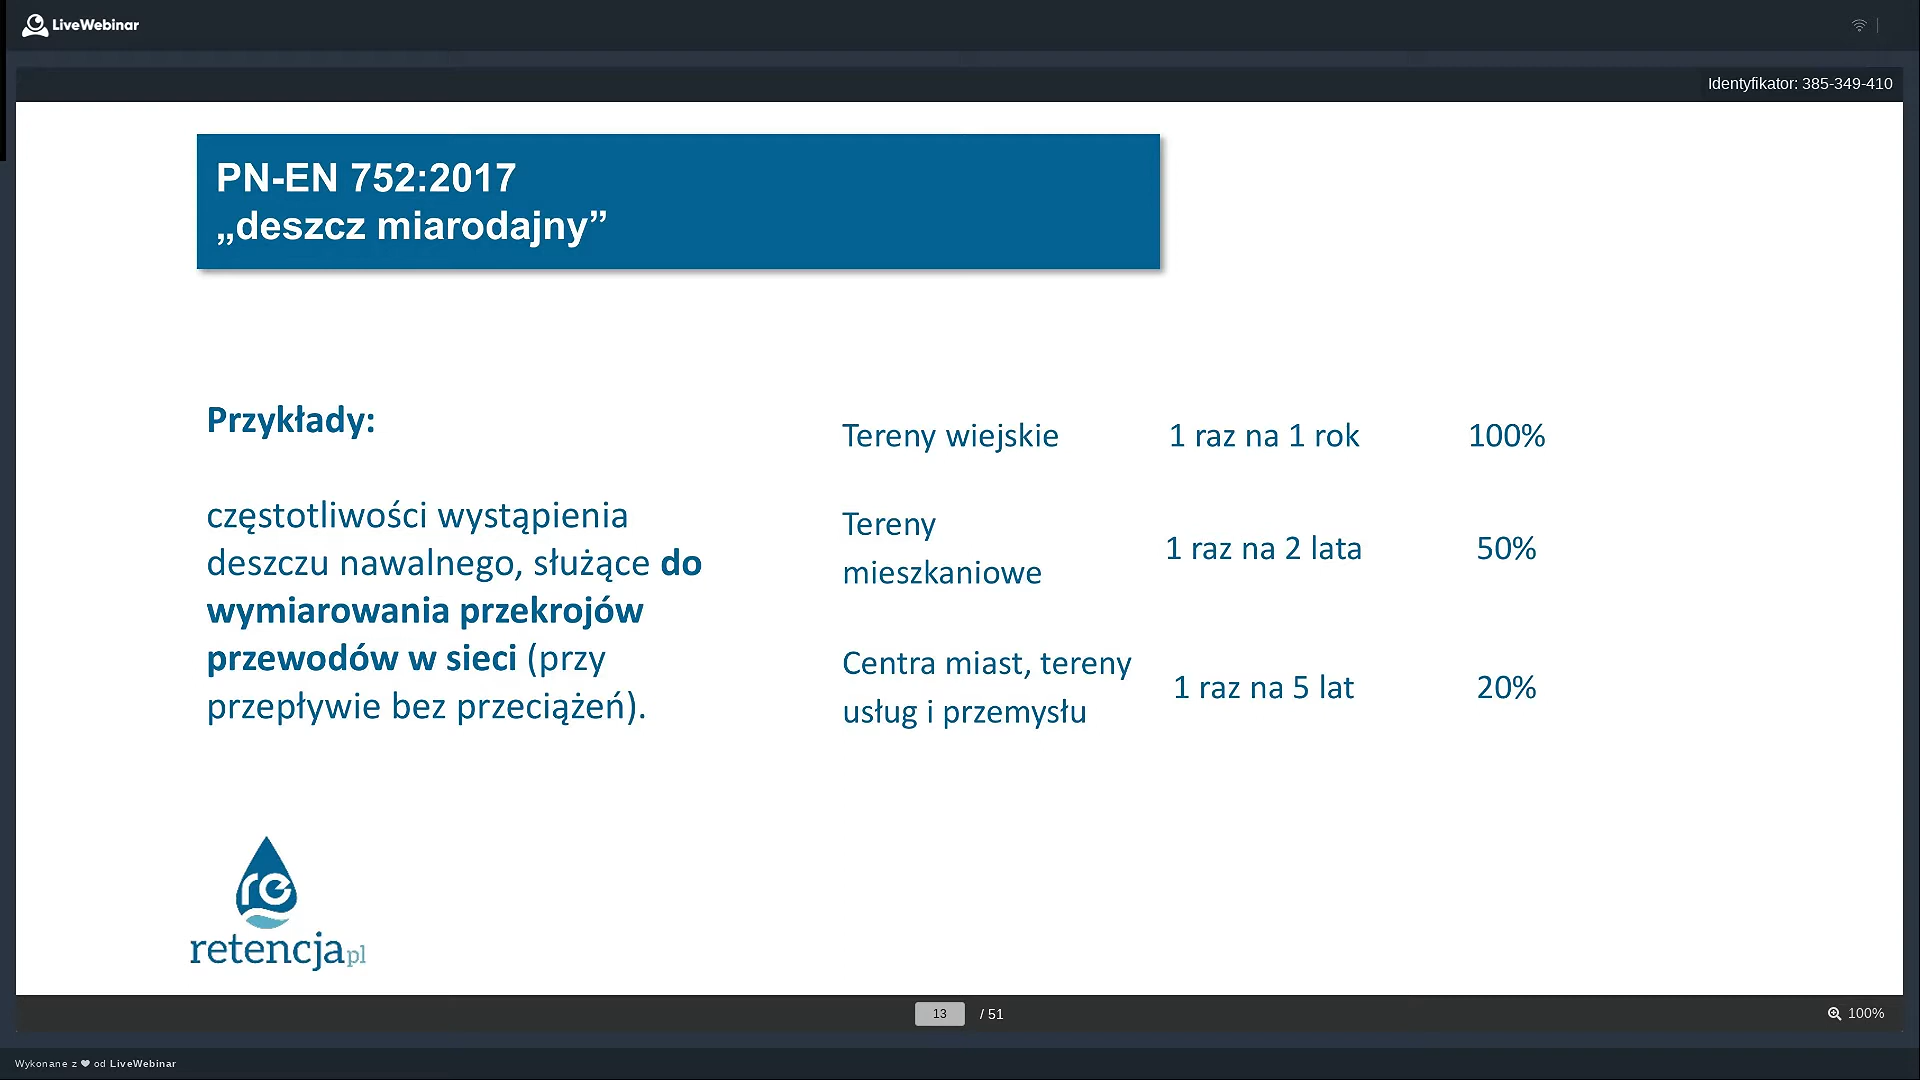 LiveWebinar
Identyfikator: 385-349-410
PN-EN 752:2017
„deszcz miarodajny”
Przykłady:
częstotliwości wystąpienia
deszczu nawalnego, służące do
wymiarowania przekrojów
przewodów w sieci (przy
przepływie bez przeciążeń).
Tereny wiejskie 1 raz na 1 rok 100%
Tereny
mieszkaniowe 1 raz na 2 lata 50%
Centra miast, tereny
usług i przemysłu 1 raz na 5 lat 20%
re
retencja.pl
13 / 51
100%
Wykonane z ❤ od LiveWebinar